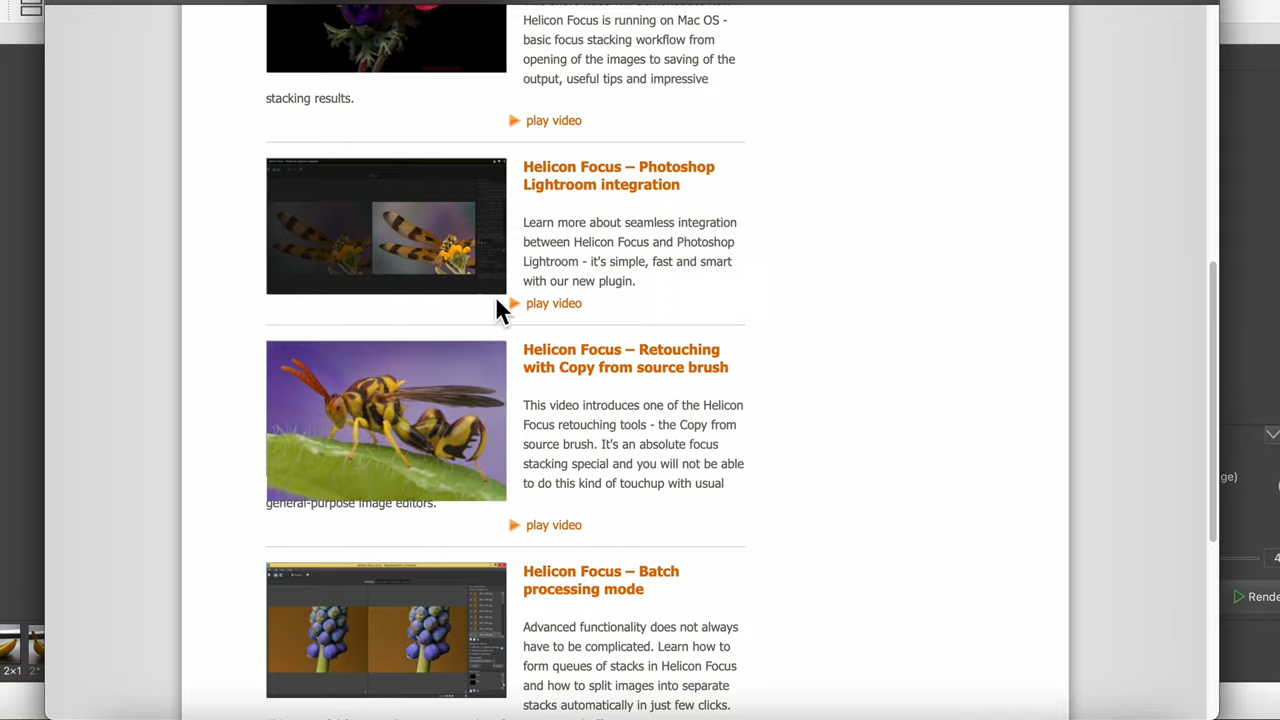 Helicon Focus is running on Mac OS -
basic focus stacking workflow from
opening of the images to saving of the
output, useful tips and impressive
stacking results.
play video
Helicon Focus – Photoshop
Lightroom integration
Learn more about seamless integration
between Helicon Focus and Photoshop
Lightroom - it's simple, fast and smart
with our new plugin.
play video
Helicon Focus – Retouching
with Copy from source brush
This video introduces one of the Helicon
Focus retouching tools - the Copy from
source brush. It's an absolute focus
stacking special and you will not be able
to do this kind of touchup with usual
general-purpose image editors.
play video
Helicon Focus – Batch
processing mode
Advanced functionality does not always
have to be complicated. Learn how to
form queues of stacks in Helicon Focus
and how to split images into separate
stacks automatically in just few clicks.
ge)
4
Rende
2×1
2"